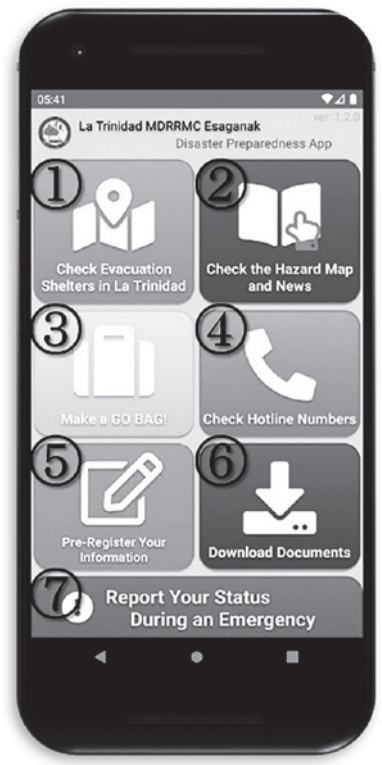 05:41
ver: 1.2.0
La Trinidad MDRRMC Esaganak
Disaster Preparedness App
①
Check Evacuation
Shelters in La Trinidad
②
Check the Hazard Map
and News
③
Make a GO BAG!
④
Check Hotline Numbers
⑤
Pre-Register Your
Information
⑥
Download Documents
⑦
Report Your Status
During an Emergency